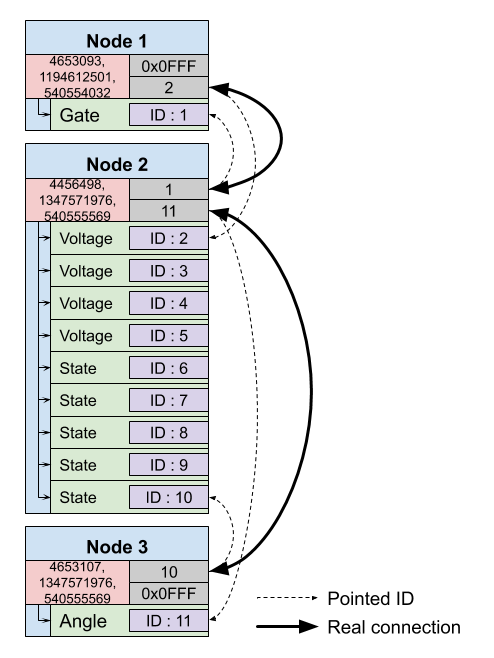 Node 1
4653093,
1194612501,
540554032
0x0FFF
2
Gate
ID : 1
Node 2
4456498,
1347571976,
540555569
1
11
Voltage
ID : 2
Voltage
ID : 3
Voltage
ID : 4
Voltage
ID : 5
State
ID : 6
State
ID : 7
State
ID : 8
State
ID : 9
State
ID : 10
Node 3
4653107,
1347571976,
540555569
10
0x0FFF
Angle
ID : 11
Pointed ID
Real connection